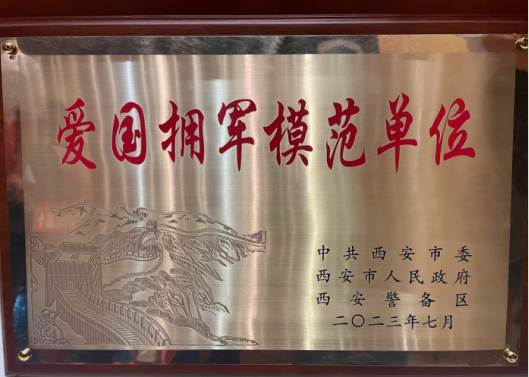 爱国拥军模范单位
中共西安市委
西安市人民政府
西安警备区
二〇二三年七月